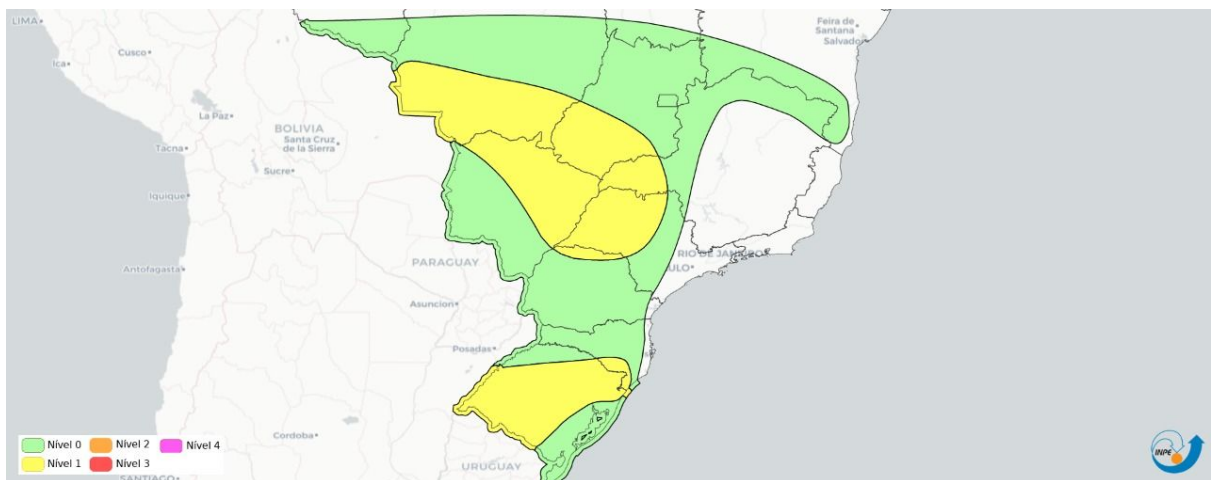 LIMA
Feira de
Santana
Salvador
Cusco
Ica
La Paz
BOLIVIA
Santa Cruz
de la Sierra
Tacna
Sucre
Iquique
PARAGUAY
RIO DE JANEIRO
ULO
Antofagasta
Asuncion
Posadas
Cordoba
URUGUAY
SANTIAGO
Nível 0
Nível 2
Nível 4
Nível 1
Nível 3
INPE